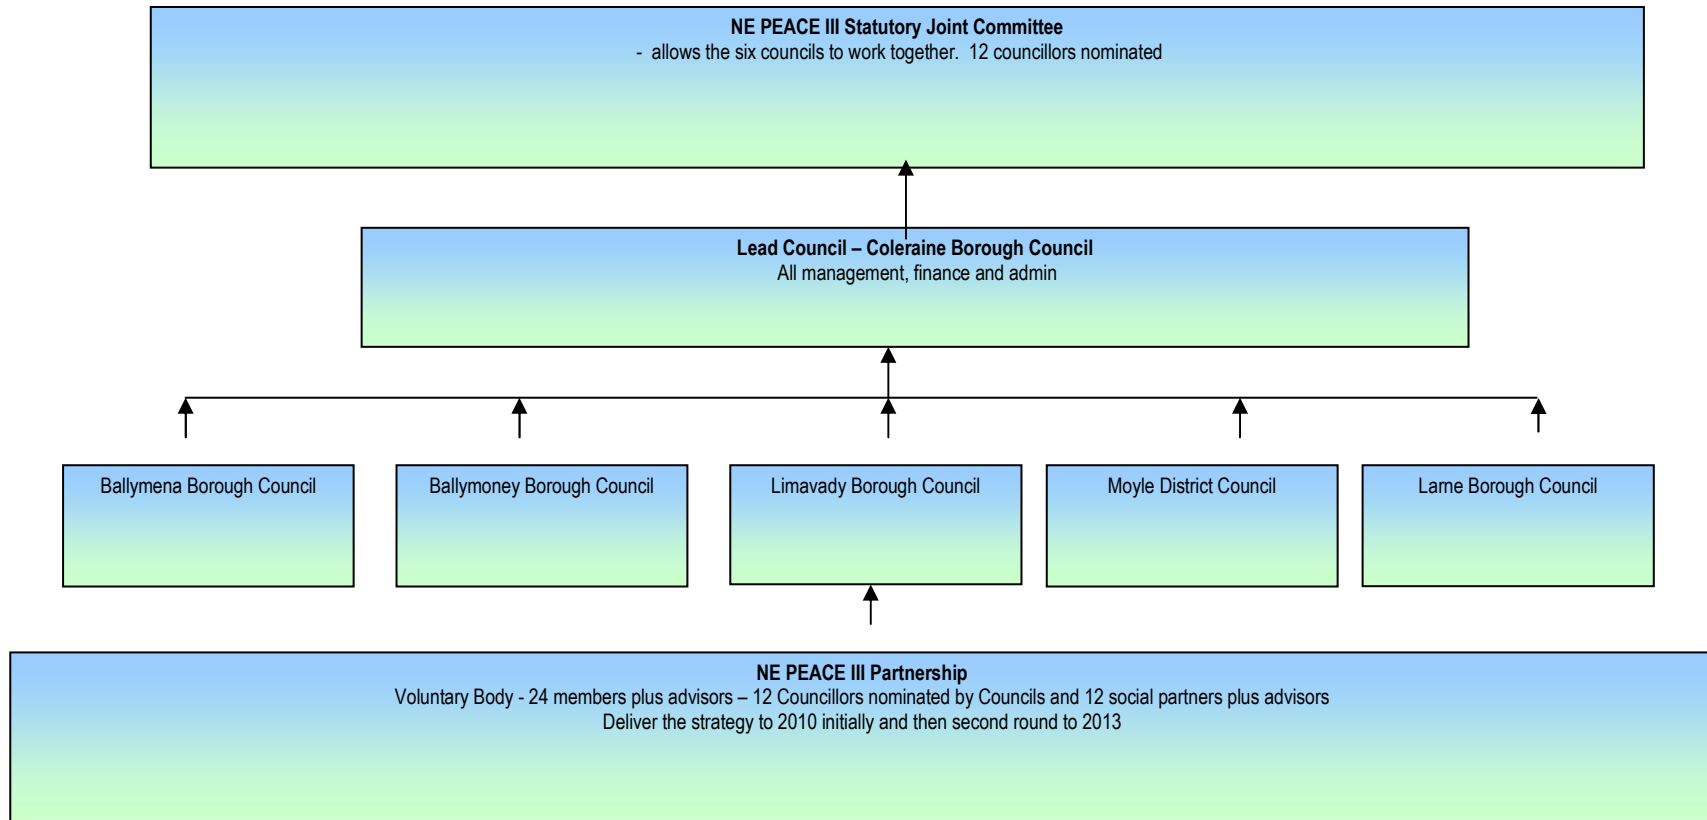 NE PEACE III Statutory Joint Committee
- allows the six councils to work together. 12 councillors nominated
Lead Council – Coleraine Borough Council
All management, finance and admin
Ballymena Borough Council
Ballymoney Borough Council
Limavady Borough Council
Moyle District Council
Larne Borough Council
NE PEACE III Partnership
Voluntary Body - 24 members plus advisors – 12 Councillors nominated by Councils and 12 social partners plus advisors
Deliver the strategy to 2010 initially and then second round to 2013